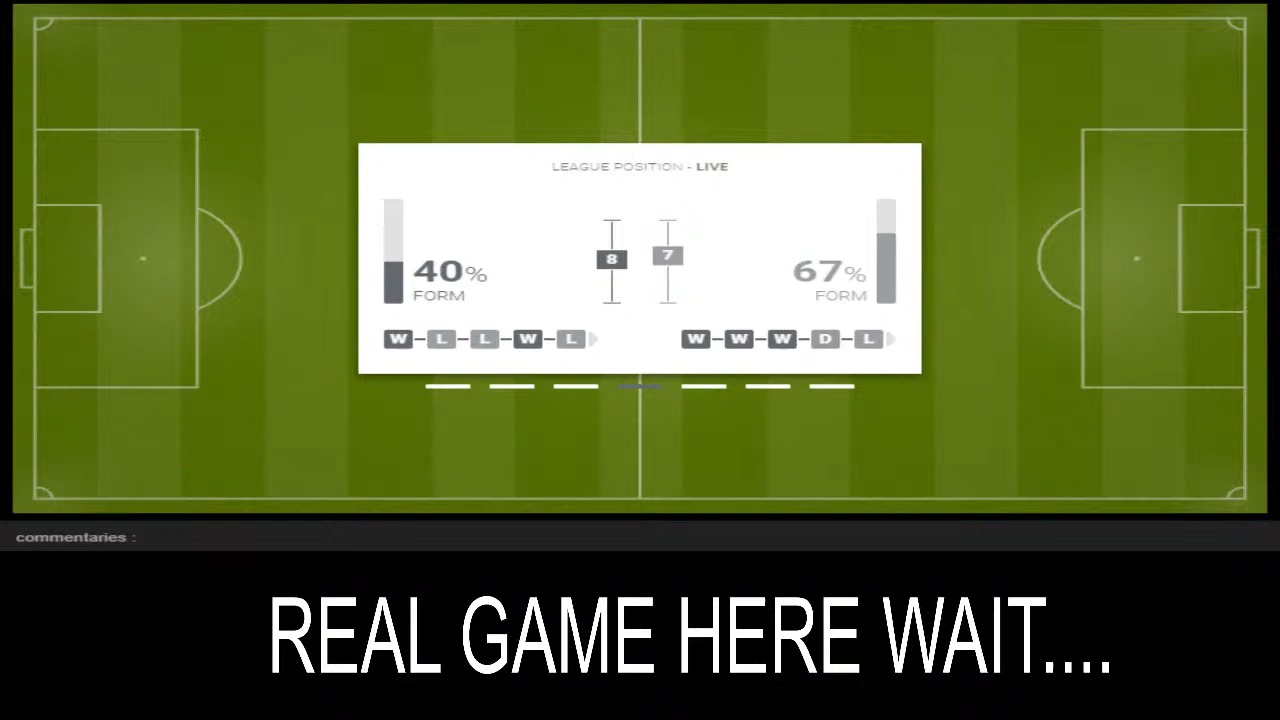 LEAGUE POSITION - LIVE
8 7
40% 67%
FORM FORM
W L L W L W W W D L
commentaries :
REAL GAME HERE WAIT....